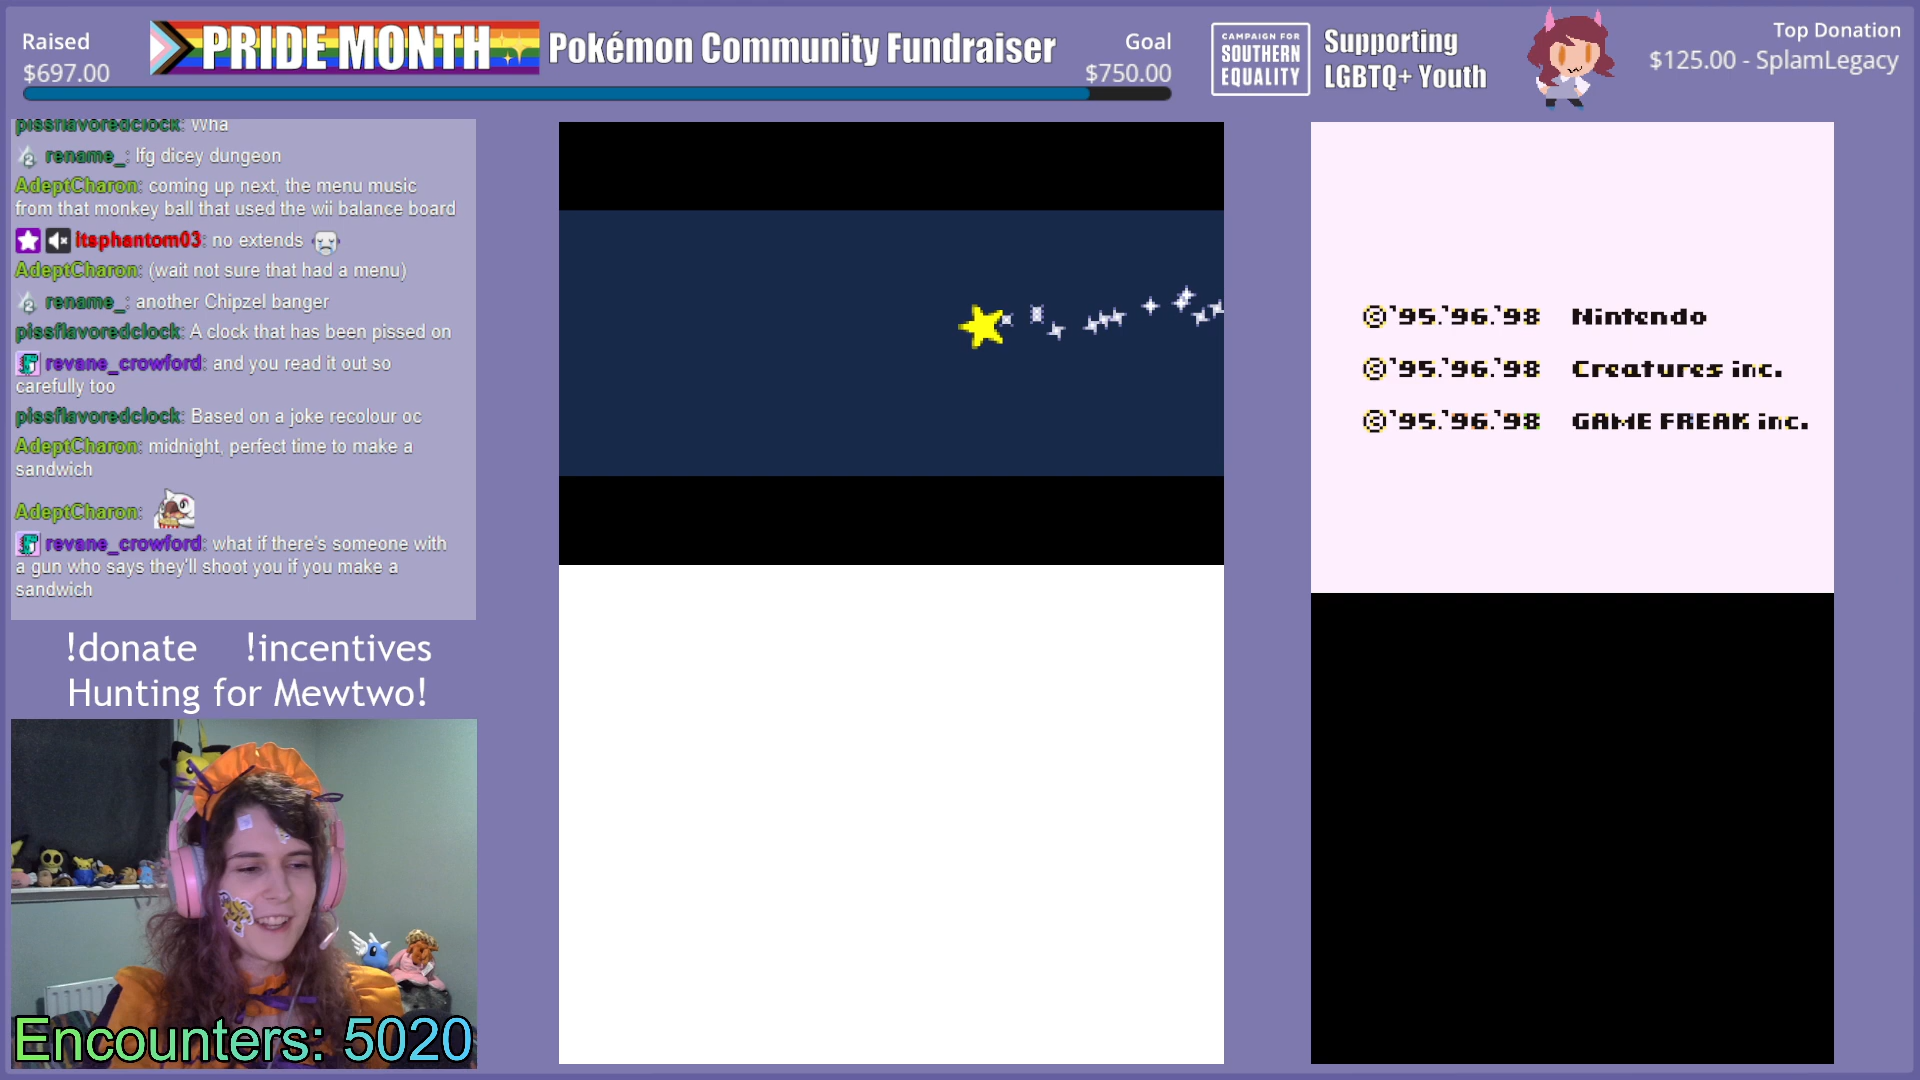 Raised
$697.00
PRIDE MONTH
Pokémon Community Fundraiser
Goal
$750.00
CAMPAIGN FOR
SOUTHERN
EQUALITY
Supporting
LGBTQ+ Youth
Top Donation
$125.00 - SplamLegacy
pissflavoredclock: Wha
2 rename_: lfg dicey dungeon
AdeptCharon: coming up next, the menu music
from that monkey ball that used the wii balance board
itsphantom03: no extends
AdeptCharon: (wait not sure that had a menu)
2 rename_: another Chipzel banger
pissflavoredclock: A clock that has been pissed on
revane_crowford: and you read it out so
carefully too
pissflavoredclock: Based on a joke recolour oc
AdeptCharon: midnight, perfect time to make a
sandwich
AdeptCharon:
revane_crowford: what if there's someone with
a gun who says they'll shoot you if you make a
sandwich
!donate !incentives
Hunting for Mewtwo!
Encounters: 5020
©'95.'96.'98 Nintendo
©'95.'96.'98 Creatures inc.
©'95.'96.'98 GAME FREAK inc.